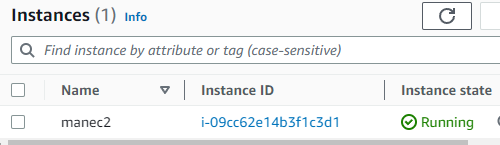 Instances (1) Info
Find instance by attribute or tag (case-sensitive)
Name Instance ID Instance state
manec2 i-09cc62e14b3f1c3d1 Running